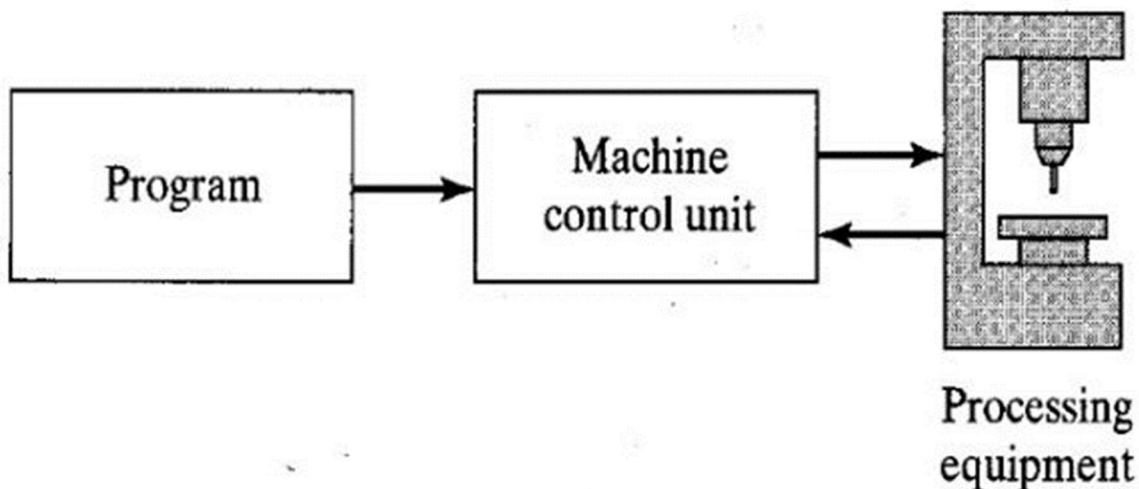 Program
Machine
control unit
Processing
equipment